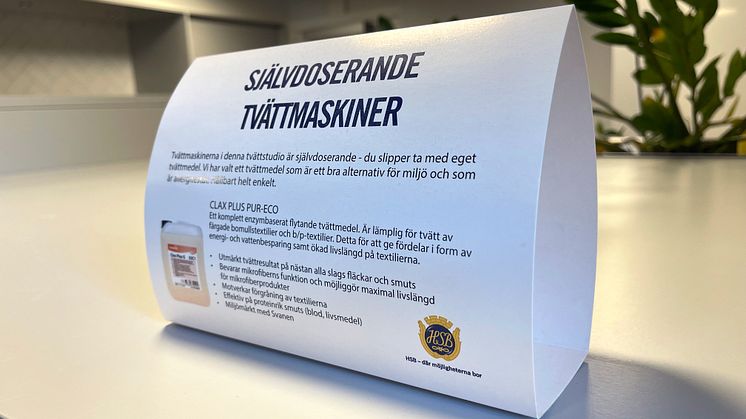 SJÄLVDOSERANDE
TVÄTTMASKINER
Tvättmaskinerna i denna tvättstudio är självdoserande - du slipper ta med eget
tvättmedel. Vi har valt ett tvättmedel som är ett bra alternativ för miljö och som
är allergivänligt. Hållbart helt enkelt.
CLAX PLUS PUR-ECO
Ett komplett enzymbaserat flytande tvättmedel. Är lämplig för tvätt av
färgade bomullstextilier och b/p-textilier. Detta för att ge fördelar i form av
energi- och vattenbesparing samt ökad livslängd på textilierna.
• Utmärkt tvättresultat på nästan alla slags fläckar och smuts
• Bevarar mikrofiberns funktion och möjliggör maximal livslängd
för mikrofiberprodukter
• Motverkar förgråning av textilierna
• Effektiv på proteinrik smuts (blod, livsmedel)
• Miljömärkt med Svanen
HSB
HSB – där möjligheterna bor